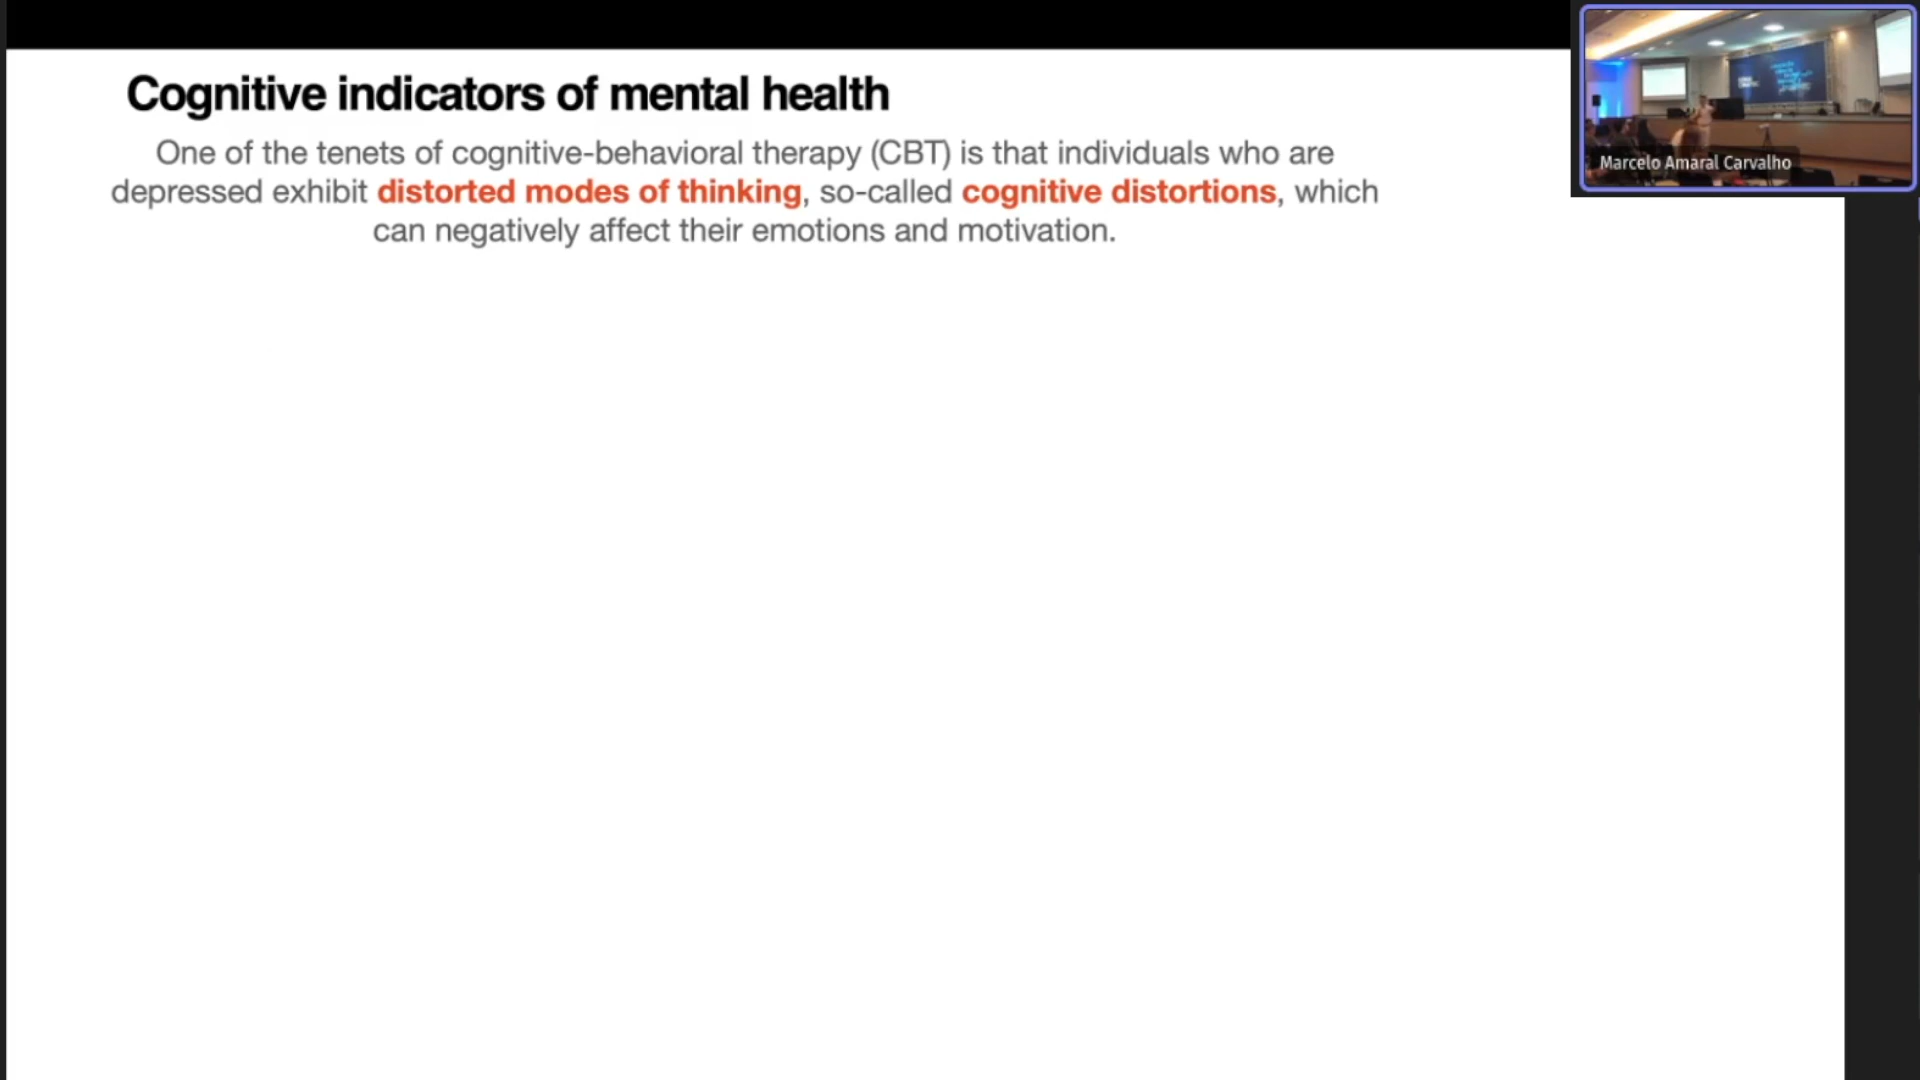 Cognitive indicators of mental health
One of the tenets of cognitive-behavioral therapy (CBT) is that individuals who are
depressed exhibit distorted modes of thinking, so-called cognitive distortions, which
can negatively affect their emotions and motivation.
Marcelo Amaral Carvalho